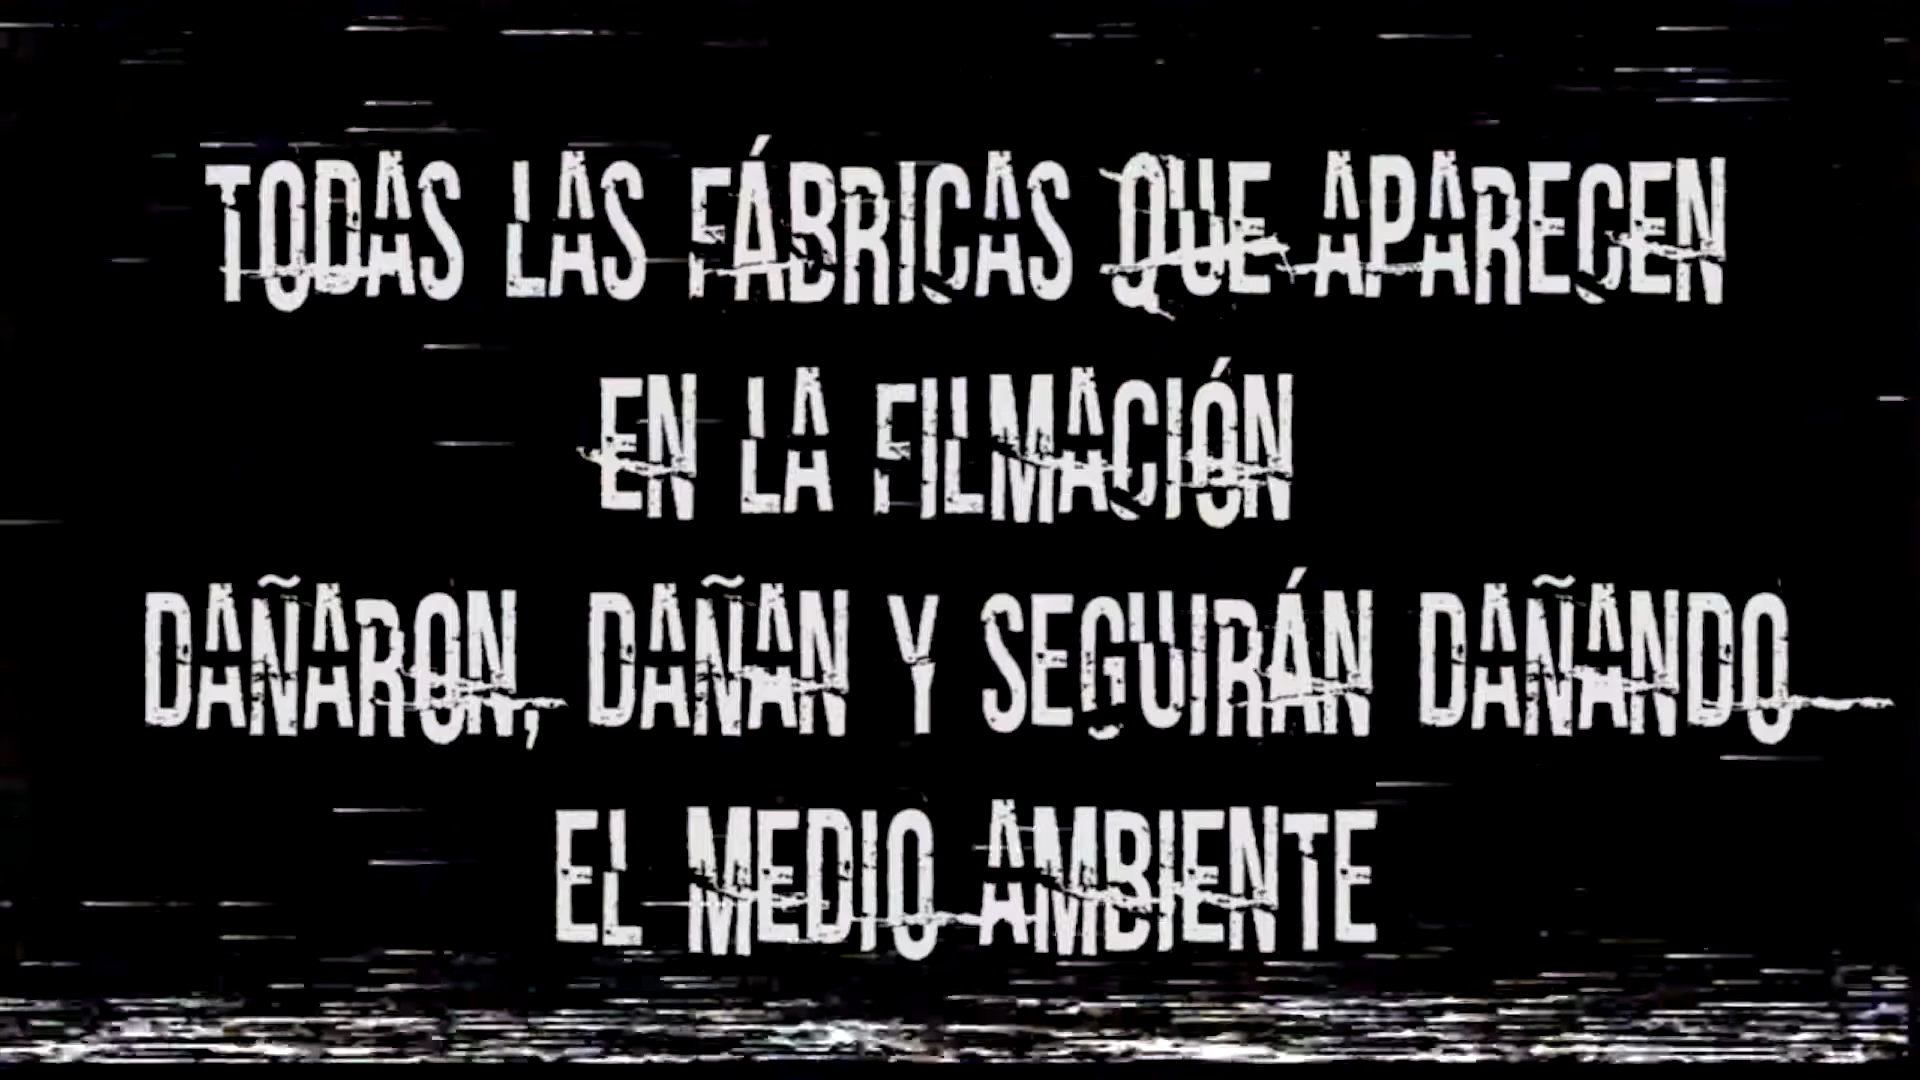 TODAS LAS FÁBRICAS QUE APARECEN
EN LA FILMACIÓN
DAÑARON, DAÑAN Y SEGUIRÁN DAÑANDO
EL MEDIO AMBIENTE